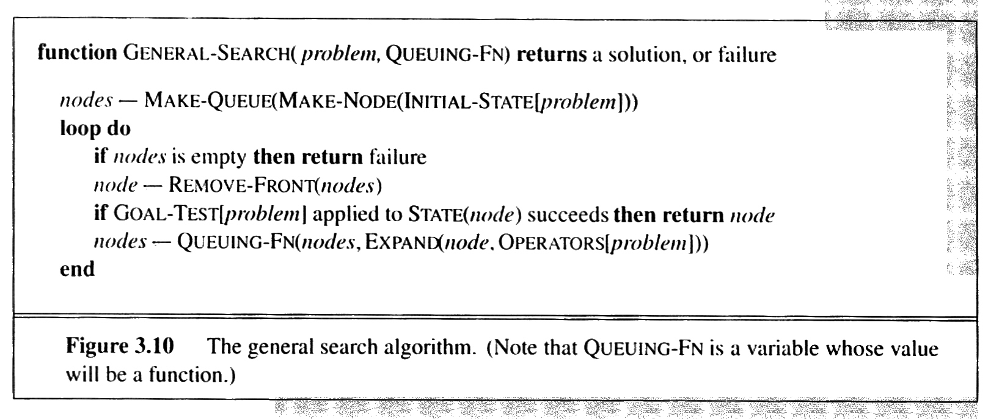 function GENERAL-SEARCH( problem, QUEUING-FN) returns a solution, or failure
nodes — MAKE-QUEUE(MAKE-NODE(INITIAL-STATE[problem]))
loop do
if nodes is empty then return failure
node — REMOVE-FRONT(nodes)
if GOAL-TEST[problem] applied to STATE(node) succeeds then return node
nodes — QUEUING-FN(nodes, EXPAND(node, OPERATORS[problem]))
end
Figure 3.10 The general search algorithm. (Note that QUEUING-FN is a variable whose value
will be a function.)